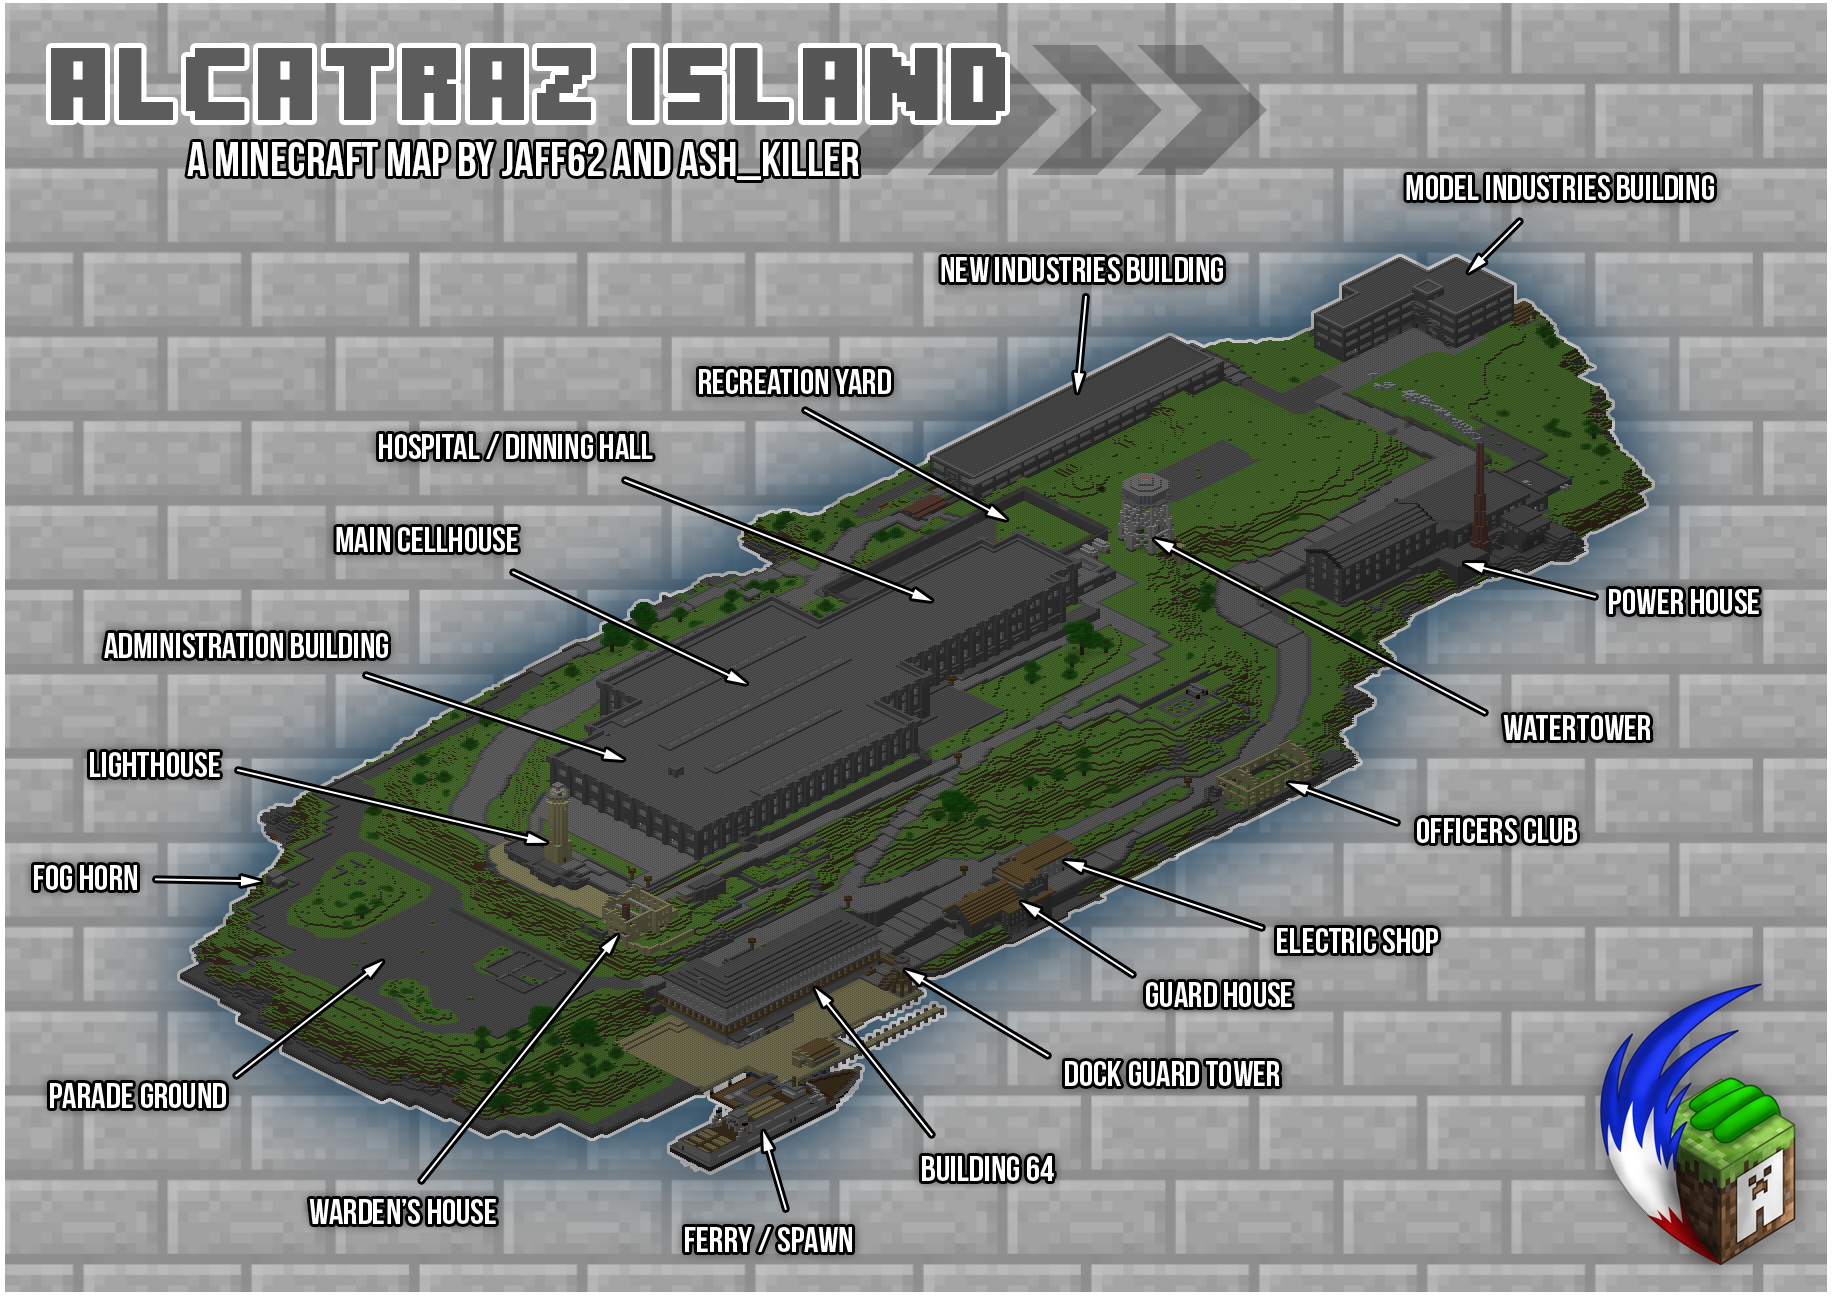 ALCATRAZ ISLAND
A MINECRAFT MAP BY JAFF62 AND ASH_KILLER
MODEL INDUSTRIES BUILDING
NEW INDUSTRIES BUILDING
RECREATION YARD
HOSPITAL / DINNING HALL
MAIN CELLHOUSE
POWER HOUSE
ADMINISTRATION BUILDING
WATERTOWER
LIGHTHOUSE
OFFICERS CLUB
FOG HORN
ELECTRIC SHOP
GUARD HOUSE
DOCK GUARD TOWER
PARADE GROUND
BUILDING 64
WARDEN'S HOUSE
FERRY / SPAWN
A